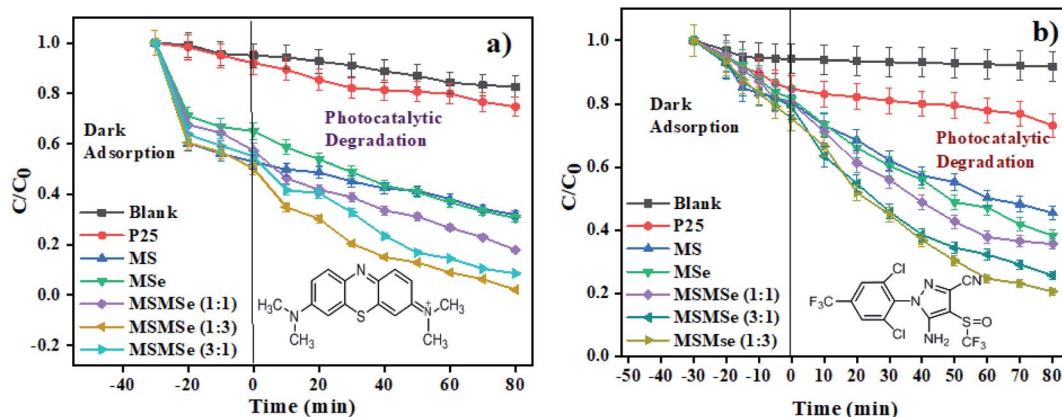 a)
C/C0
1.0
0.8
0.6
0.4
0.2
0.0
-0.2
Dark
Adsorption
Photocatalytic
Degradation
Blank
P25
MS
MSe
MSMSe (1:1)
MSMSe (1:3)
MSMSe (3:1)
N
H3C
N
CH3
S
N+
CH3
CH3
-40 -20 0 20 40 60 80
Time (min)
b)
C/C0
1.0
0.8
0.6
0.4
0.2
0.0
Dark
Adsorption
Photocatalytic
Degradation
Blank
P25
MS
MSe
MSMSe (1:1)
MSMSe (3:1)
MSMse (1:3)
Cl
N
CN
F3C
N
Cl
NH2
S=O
CF3
-50 -40 -30 -20 -10 0 10 20 30 40 50 60 70 80
Time (min)